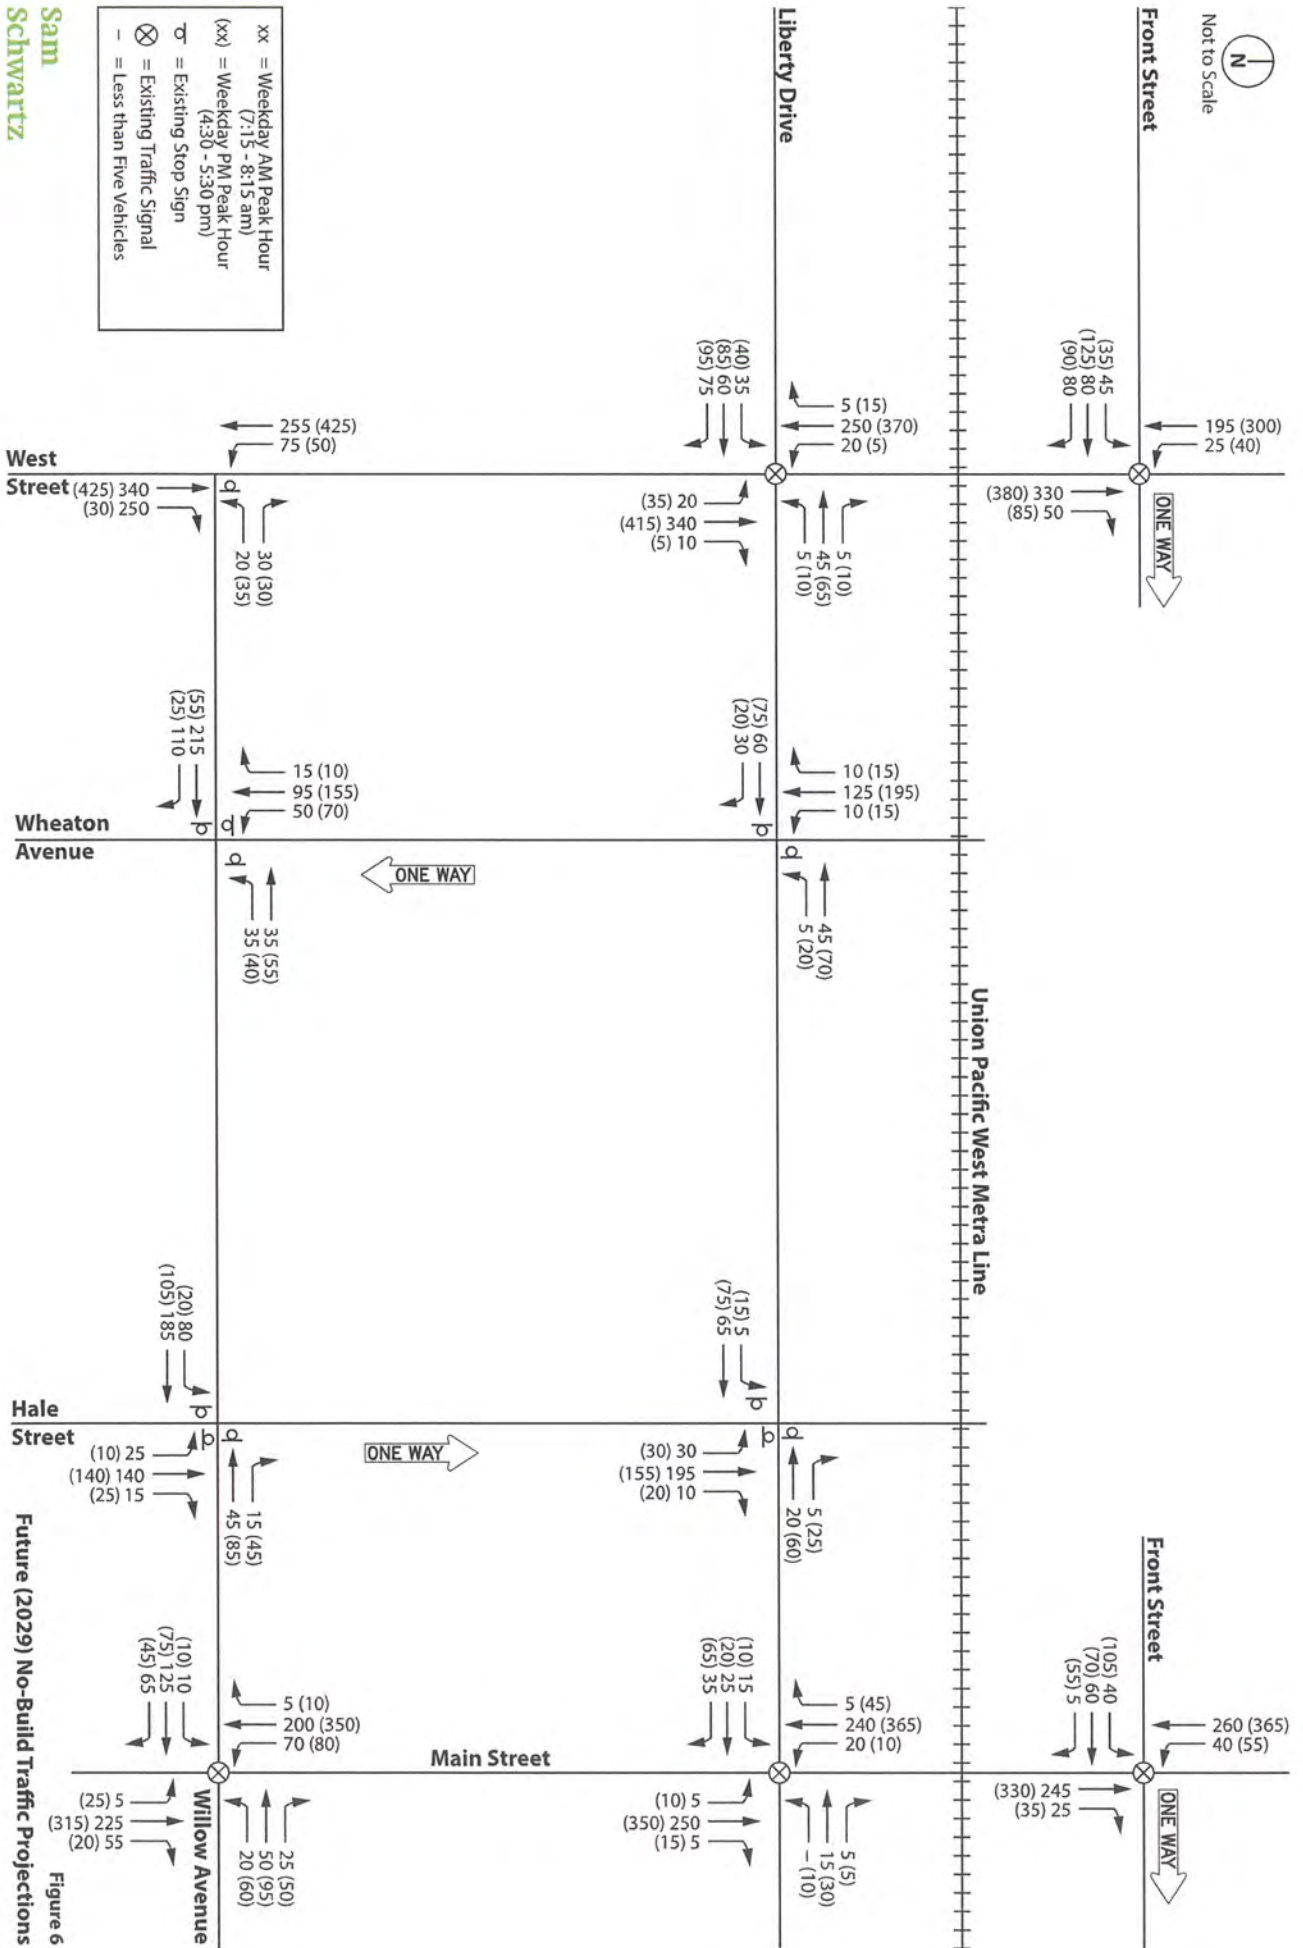 N
Not to Scale
Front Street
195 (300)
25 (40)
(35) 45
(125) 80
(90) 80
(380) 330
(85) 50
ONE WAY
Front Street
260 (365)
40 (55)
(105) 40
(70) 60
(55) 5
(330) 245
(35) 25
ONE WAY
Union Pacific West Metra Line
Liberty Drive
5 (15)
250 (370)
20 (5)
(40) 35
(85) 60
(95) 75
5 (10)
45 (65)
5 (10)
(35) 20
(415) 340
(5) 10
10 (15)
125 (195)
10 (15)
(75) 60
(20) 30
45 (70)
5 (20)
(15) 5
(75) 65
5 (25)
20 (60)
(30) 30
(155) 195
(20) 10
5 (45)
240 (365)
20 (10)
(10) 15
(20) 25
(65) 35
5 (5)
15 (30)
– (10)
(10) 5
(350) 250
(15) 5
ONE WAY
ONE WAY
Main Street
255 (425)
75 (50)
30 (30)
20 (35)
(425) 340
(30) 250
West
Street
15 (10)
95 (155)
50 (70)
(55) 215
(25) 110
35 (55)
35 (40)
Wheaton
Avenue
(20) 80
(105) 185
15 (45)
45 (85)
(10) 25
(140) 140
(25) 15
Hale
Street
5 (10)
200 (350)
70 (80)
(10) 10
(75) 125
(45) 65
25 (50)
50 (95)
20 (60)
(25) 5
(315) 225
(20) 55
Willow Avenue
xx = Weekday AM Peak Hour
(7:15 - 8:15 am)
(xx) = Weekday PM Peak Hour
(4:30 - 5:30 pm)
= Existing Stop Sign
= Existing Traffic Signal
– = Less than Five Vehicles
Sam
Schwartz
Figure 6
Future (2029) No-Build Traffic Projections